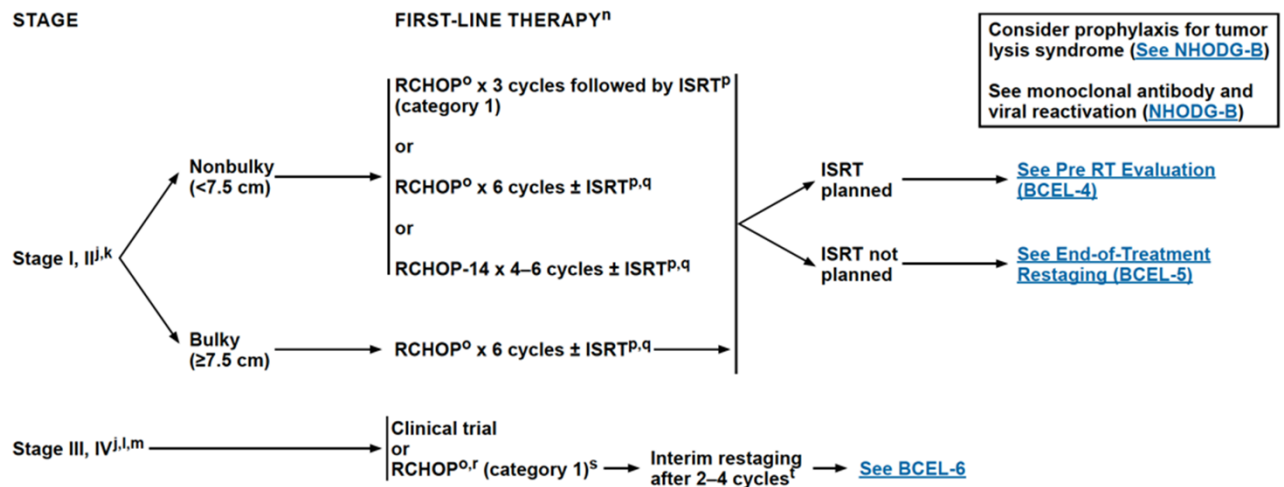 STAGE
FIRST-LINE THERAPYⁿ
Consider prophylaxis for tumor
lysis syndrome (See NHODG-B)
See monoclonal antibody and
viral reactivation (NHODG-B)
RCHOPᵒ x 3 cycles followed by ISRTᵖ
(category 1)
or
Nonbulky
(<7.5 cm)
RCHOPᵒ x 6 cycles ± ISRTᵖ,q
or
RCHOP-14 x 4–6 cycles ± ISRTᵖ,q
ISRT
planned
See Pre RT Evaluation
(BCEL-4)
Stage I, IIʲ,ᵏ
ISRT not
planned
See End-of-Treatment
Restaging (BCEL-5)
Bulky
(≥7.5 cm)
RCHOPᵒ x 6 cycles ± ISRTᵖ,q
Stage III, IVʲ,ˡ,ᵐ
Clinical trial
or
RCHOPᵒ,ʳ (category 1)ˢ
Interim restaging
after 2–4 cyclesᵗ
See BCEL-6